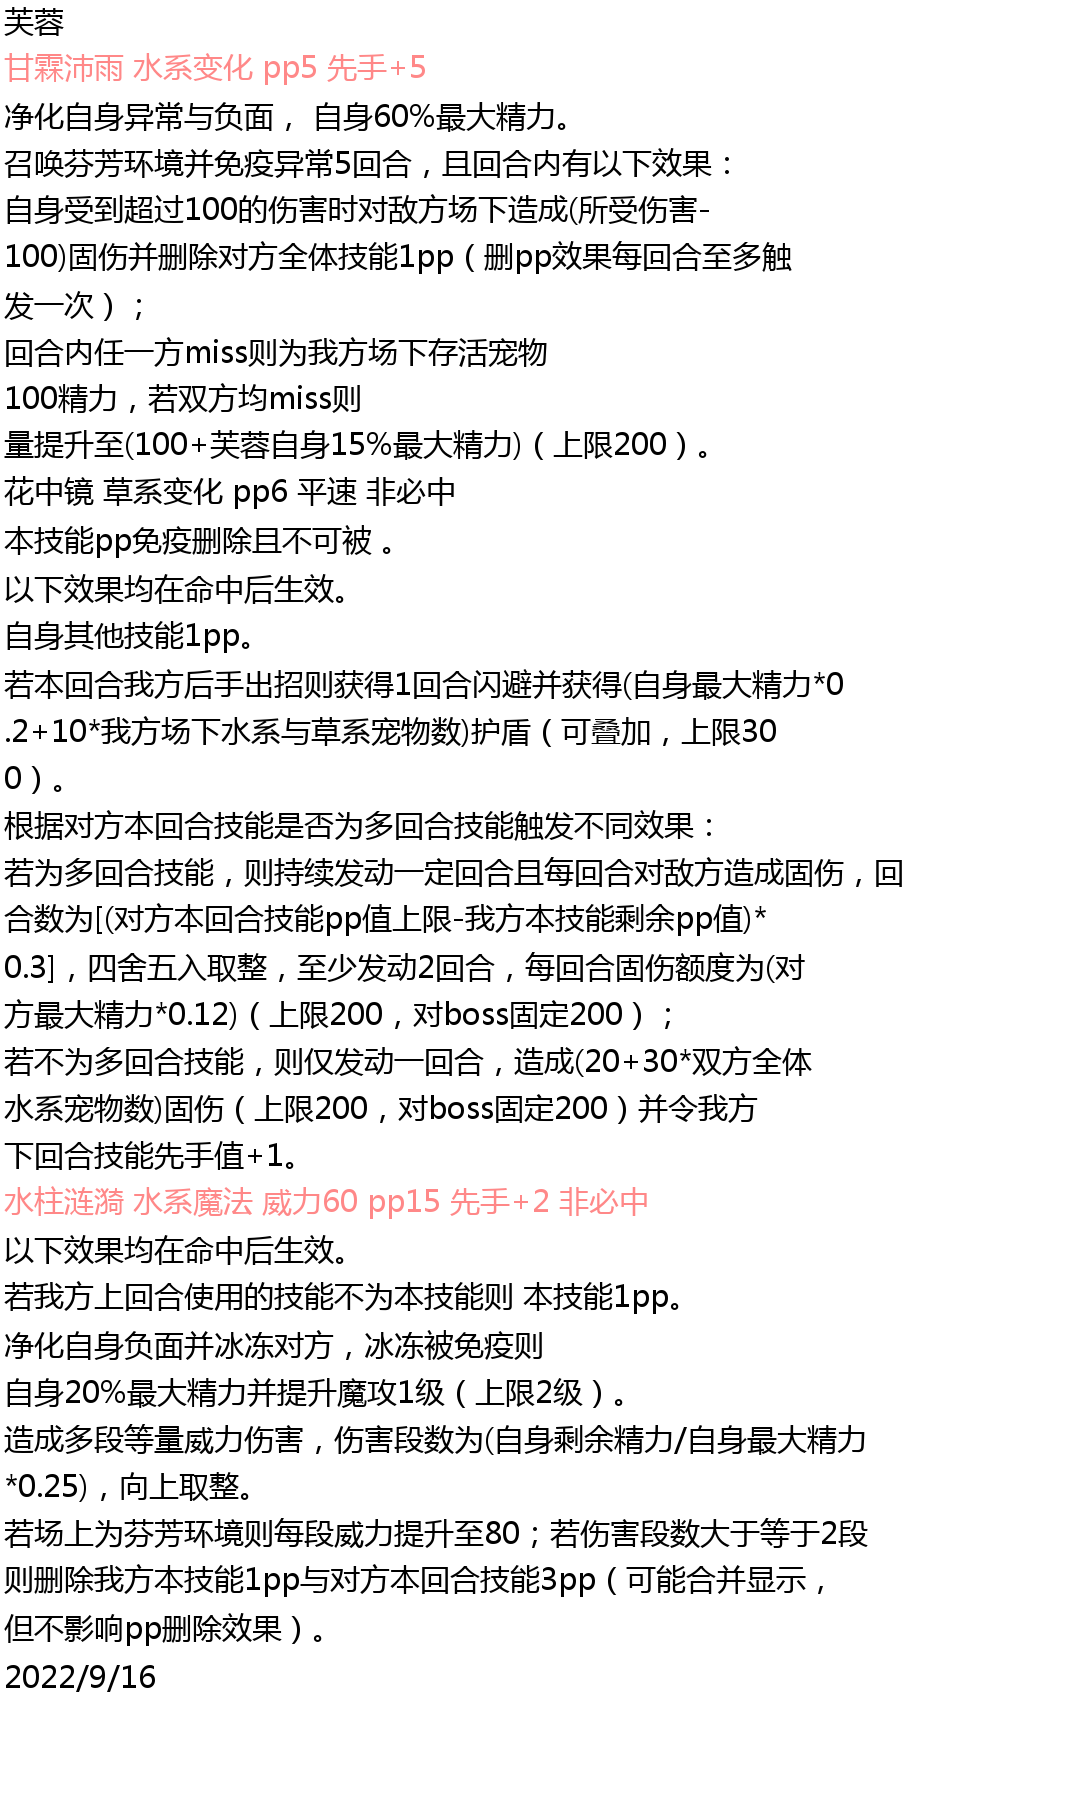 芙蓉
甘霖沛雨 水系变化 pp5 先手+5
净化自身异常与负面， 自身60%最大精力。
召唤芬芳环境并免疫异常5回合，且回合内有以下效果：
自身受到超过100的伤害时对敌方场下造成(所受伤害-
100)固伤并删除对方全体技能1pp（删pp效果每回合至多触
发一次）；
回合内任一方miss则为我方场下存活宠物
100精力，若双方均miss则
量提升至(100+芙蓉自身15%最大精力)（上限200）。
花中镜 草系变化 pp6 平速 非必中
本技能pp免疫删除且不可被 。
以下效果均在命中后生效。
自身其他技能1pp。
若本回合我方后手出招则获得1回合闪避并获得(自身最大精力*0
.2+10*我方场下水系与草系宠物数)护盾（可叠加，上限30
0）。
根据对方本回合技能是否为多回合技能触发不同效果：
若为多回合技能，则持续发动一定回合且每回合对敌方造成固伤，回
合数为[(对方本回合技能pp值上限-我方本技能剩余pp值)*
0.3]，四舍五入取整，至少发动2回合，每回合固伤额度为(对
方最大精力*0.12)（上限200，对boss固定200）；
若不为多回合技能，则仅发动一回合，造成(20+30*双方全体
水系宠物数)固伤（上限200，对boss固定200）并令我方
下回合技能先手值+1。
水柱涟漪 水系魔法 威力60 pp15 先手+2 非必中
以下效果均在命中后生效。
若我方上回合使用的技能不为本技能则 本技能1pp。
净化自身负面并冰冻对方，冰冻被免疫则
自身20%最大精力并提升魔攻1级（上限2级）。
造成多段等量威力伤害，伤害段数为(自身剩余精力/自身最大精力
*0.25)，向上取整。
若场上为芬芳环境则每段威力提升至80；若伤害段数大于等于2段
则删除我方本技能1pp与对方本回合技能3pp（可能合并显示，
但不影响pp删除效果）。
2022/9/16